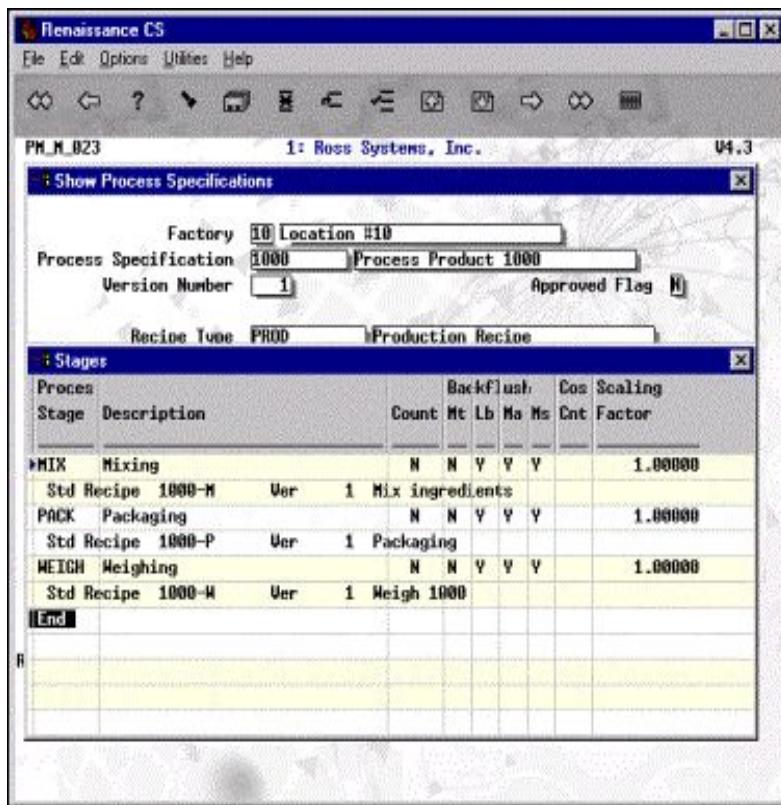 Renaissance CS
File Edit Options Utilities Help
PM_M_023 1: Ross Systems, Inc. V4.3
Show Process Specifications
Factory 10 Location #10
Process Specification 1000 Process Product 1000
Version Number 1 Approved Flag N
Recipe Type PROD Production Recipe
Stages
Proces Backflush Cos Scaling
Stage Description Count Mt Lb Ma Ms Cnt Factor
MIX Mixing N N Y Y Y 1.00000
Std Recipe 1000-M Ver 1 Mix ingredients
PACK Packaging N N Y Y Y 1.00000
Std Recipe 1000-P Ver 1 Packaging
WEIGH Weighing N N Y Y Y 1.00000
Std Recipe 1000-W Ver 1 Weigh 1000
End